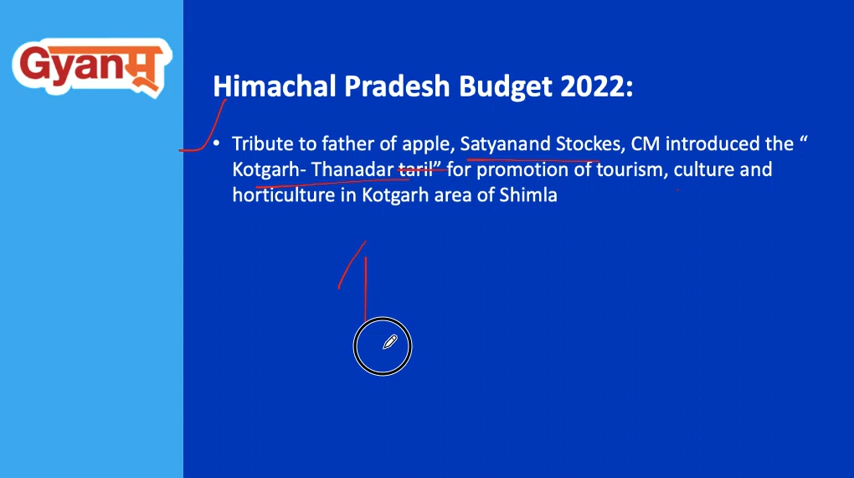 Gyanम्
Himachal Pradesh Budget 2022:
• Tribute to father of apple, Satyanand Stockes, CM introduced the “
Kotgarh- Thanadar taril” for promotion of tourism, culture and
horticulture in Kotgarh area of Shimla
1